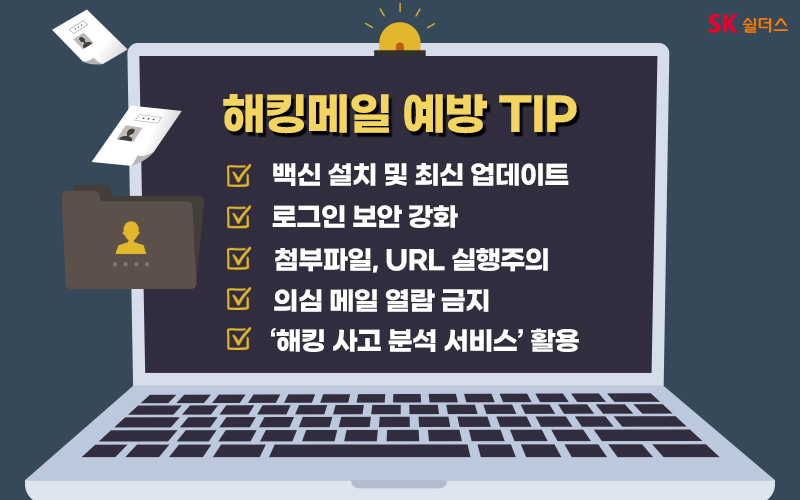 SK 쉴더스
해킹메일 예방 TIP
백신 설치 및 최신 업데이트
로그인 보안 강화
첨부파일, URL 실행주의
의심 메일 열람 금지
‘해킹 사고 분석 서비스’ 활용